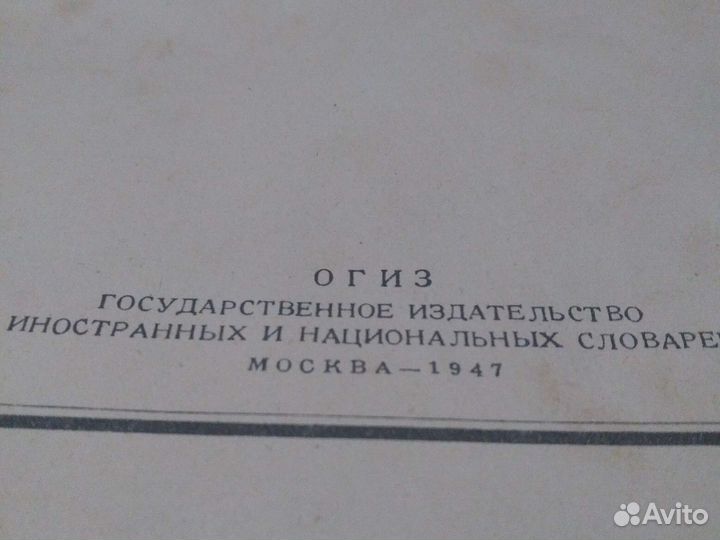 ОГИЗ
ГОСУДАРСТВЕННОЕ ИЗДАТЕЛЬСТВО
ИНОСТРАННЫХ И НАЦИОНАЛЬНЫХ СЛОВАРЕ
МОСКВА — 1947
Avito